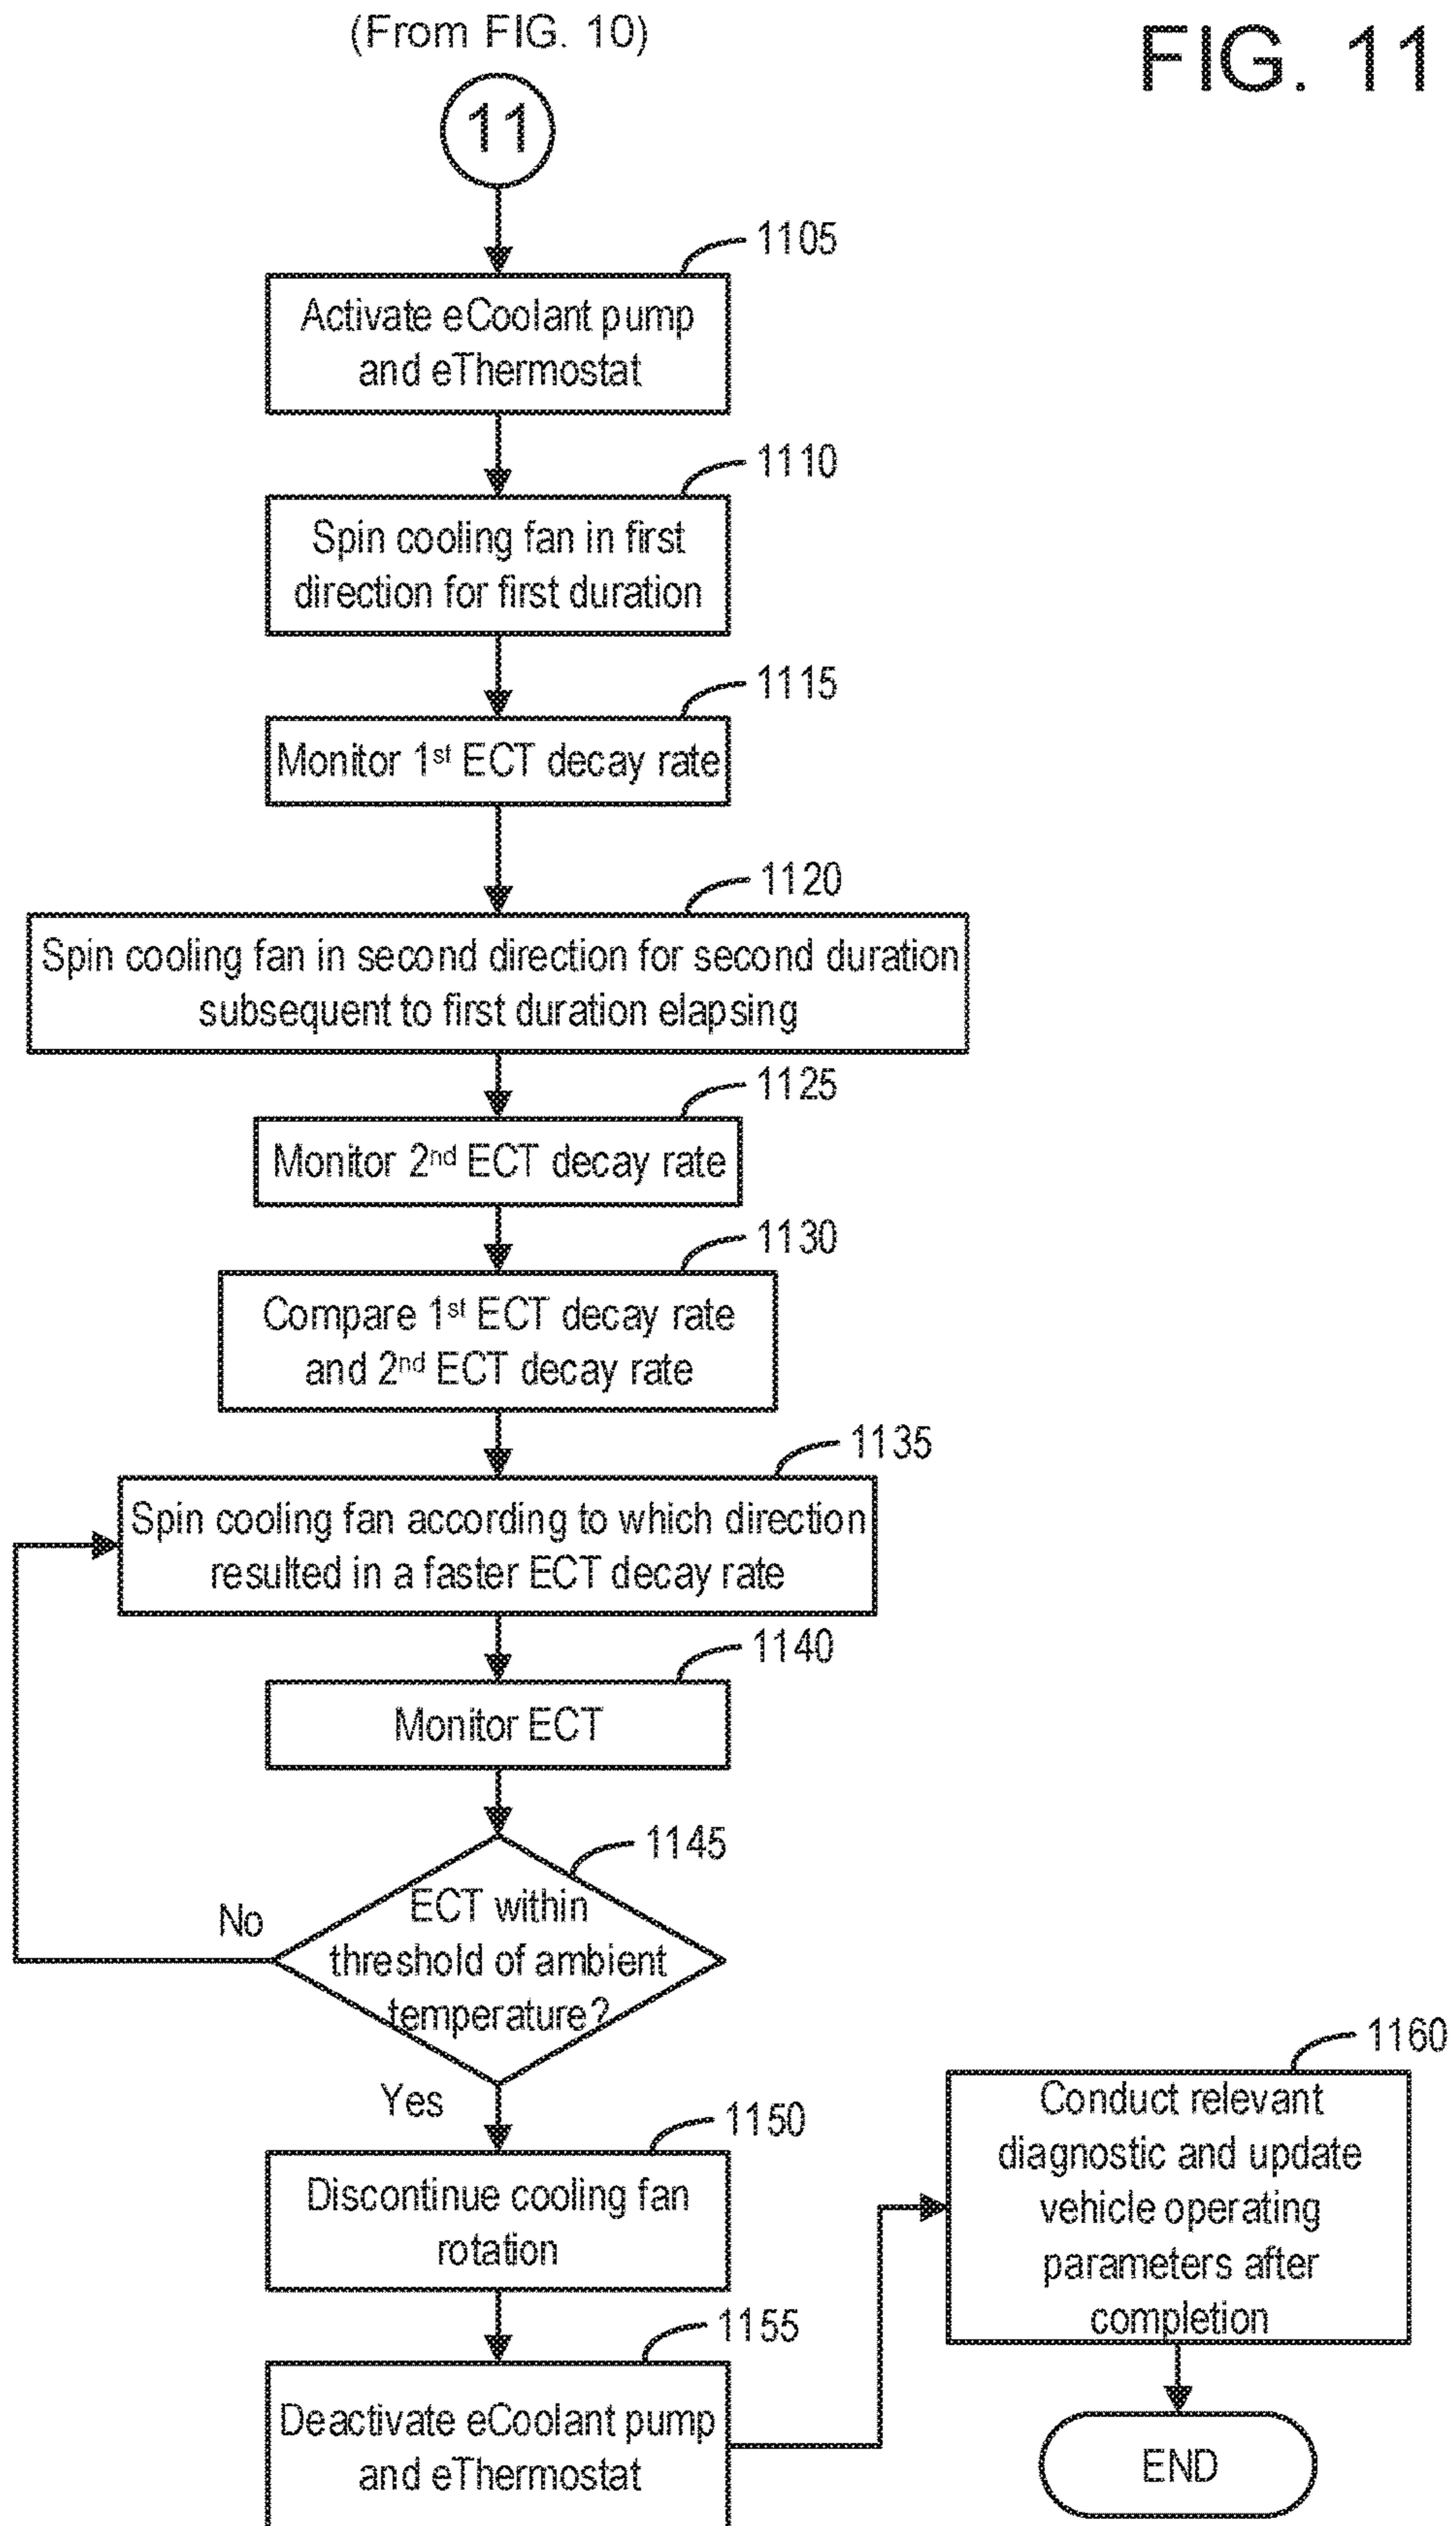 (From FIG. 10)
FIG. 11
11
1105
Activate eCoolant pump
and eThermostat
1110
Spin cooling fan in first
direction for first duration
1115
Monitor 1st ECT decay rate
1120
Spin cooling fan in second direction for second duration
subsequent to first duration elapsing
1125
Monitor 2nd ECT decay rate
1130
Compare 1st ECT decay rate
and 2nd ECT decay rate
1135
Spin cooling fan according to which direction
resulted in a faster ECT decay rate
1140
Monitor ECT
1145
ECT within
threshold of ambient
temperature?
No
Yes
1150
Discontinue cooling fan
rotation
1155
Deactivate eCoolant pump
and eThermostat
1160
Conduct relevant
diagnostic and update
vehicle operating
parameters after
completion
END